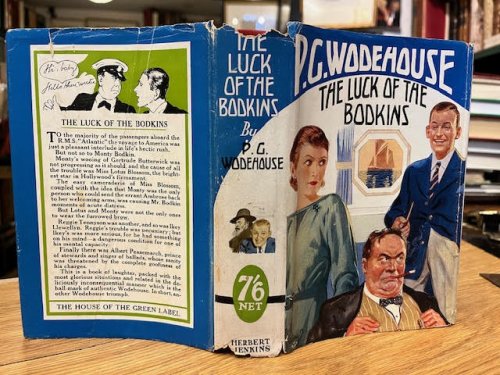 Hi, baby
Hullo Hon. Wardle
THE LUCK OF THE BODKINS
TO the majority of the passengers aboard the
R.M.S. "Atlantic" the voyage to America was
just a pleasant interlude in life's hectic rush.
But not so to Monty Bodkin.
Monty's wooing of Gertrude Butterwick was
not progressing as it should, and the cause of all
the trouble was Miss Lotus Blossom, the bright-
est star in Hollywood's firmament.
The easy camaraderie of Miss Blossom,
coupled with the idea that Monty was the only
person who could send the errant Ambrose back
to her welcoming arms, was causing Mr. Bodkin
moments of acute distress.
But Lotus and Monty were not the only ones
to wear the furrowed brow.
Reggie Tennyson was another, and so was Ikey
Llewellyn. Reggie's trouble was pecuniary; but
Ikey's was more serious, for he had something
on his mind—a dangerous condition for one of
his mental capacity.
Finally there was Albert Peasemarch, prince
of stewards and singer of ballads, whose sanity
was threatened by the complete goofiness of
his charges.
This is a book of laughter, packed with the
most glorious situations and related in the de-
liciously inconsequential manner which is the
hall mark of authentic Wodehouse. In short, an-
other Wodehouse triumph.
THE HOUSE OF THE GREEN LABEL
THE
LUCK
OF THE
BODKINS
By
P. G.
WODEHOUSE
7/6
NET
HERBERT
JENKINS
P.G. WODEHOUSE
THE LUCK OF THE
BODKINS